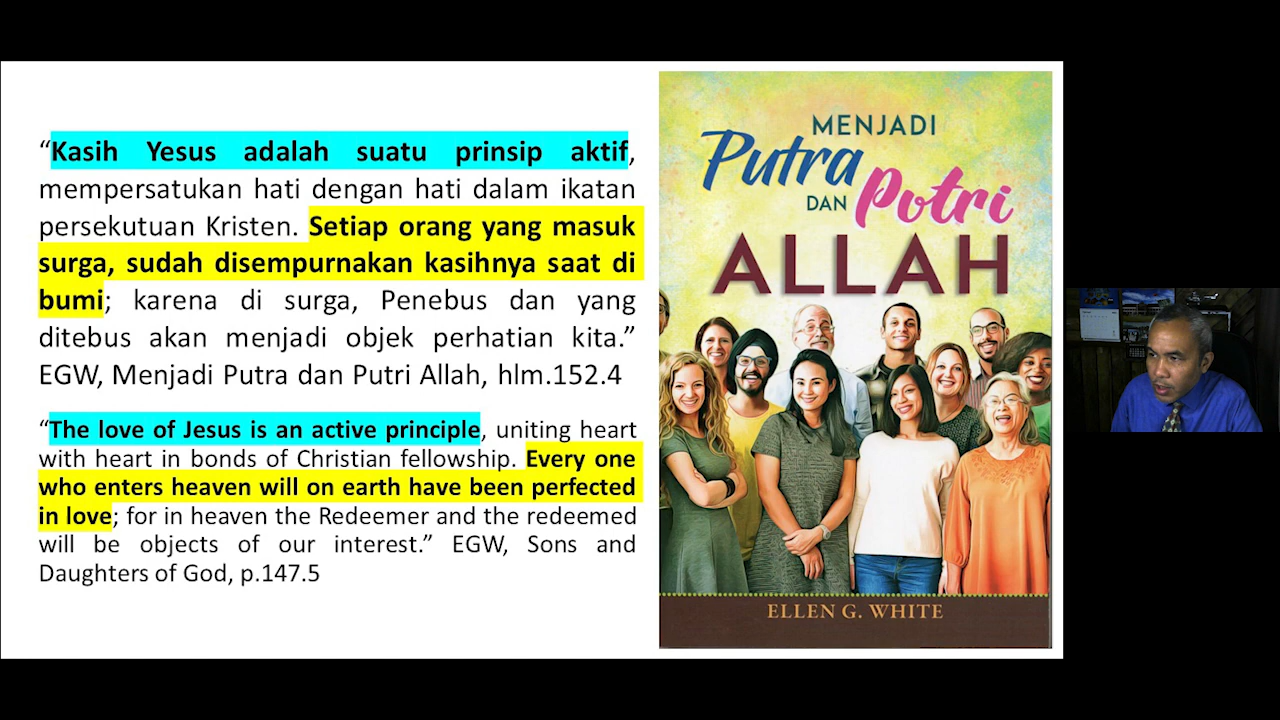 “Kasih Yesus adalah suatu prinsip aktif,
mempersatukan hati dengan hati dalam ikatan
persekutuan Kristen. Setiap orang yang masuk
surga, sudah disempurnakan kasihnya saat di
bumi; karena di surga, Penebus dan yang
ditebus akan menjadi objek perhatian kita.”
EGW, Menjadi Putra dan Putri Allah, hlm.152.4
“The love of Jesus is an active principle, uniting heart
with heart in bonds of Christian fellowship. Every one
who enters heaven will on earth have been perfected
in love; for in heaven the Redeemer and the redeemed
will be objects of our interest.” EGW, Sons and
Daughters of God, p.147.5
MENJADI
Putra
DAN Putri
ALLAH
ELLEN G. WHITE